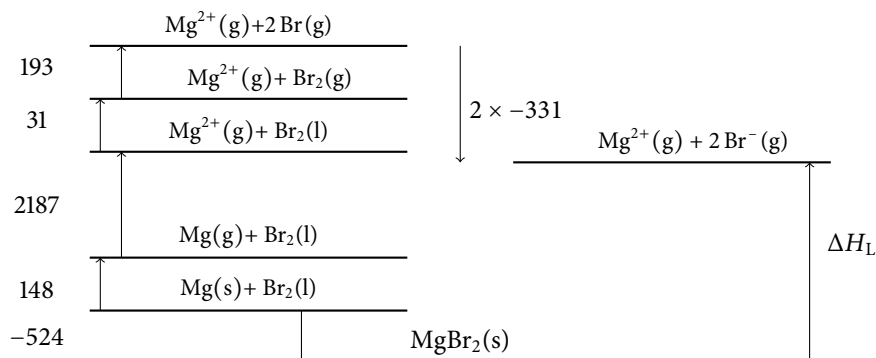 Mg²⁺(g)+2 Br(g)
193
Mg²⁺(g)+ Br₂(g)
31
2 × −331
Mg²⁺(g)+ Br₂(l)
Mg²⁺(g) + 2 Br⁻(g)
2187
Mg(g)+ Br₂(l)
ΔH_L
148
Mg(s)+ Br₂(l)
−524
MgBr₂(s)